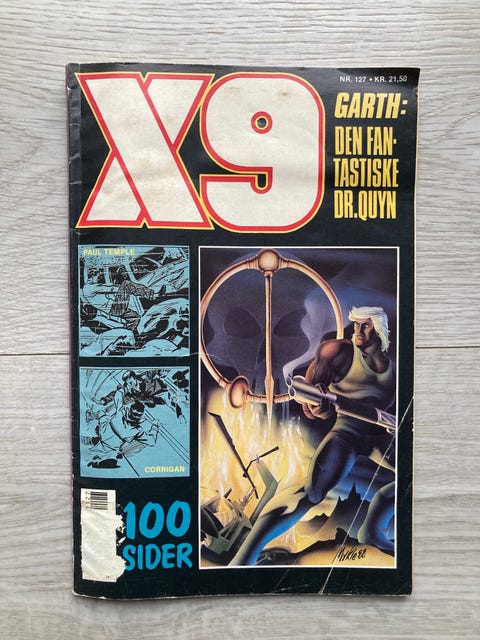 X9
NR. 127 • KR. 21,50
GARTH:
DEN FAN-
TASTISKE
DR.QUYN
PAUL TEMPLE
CORRIGAN
100
SIDER